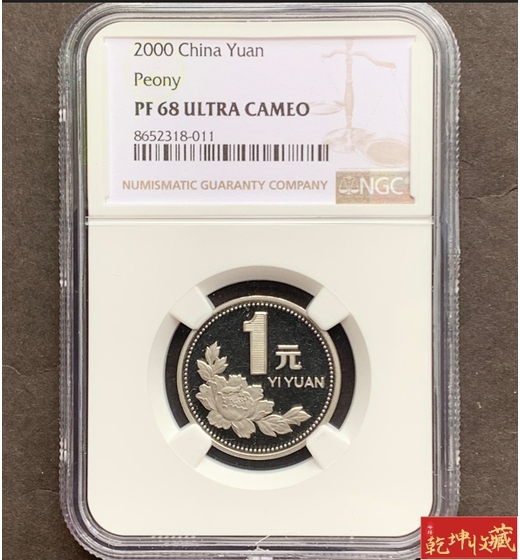 2000 China Yuan
Peony
PF 68 ULTRA CAMEO
8652318-011
NUMISMATIC GUARANTY COMPANY
NGC
1
元
YI YUAN
乾坤收藏